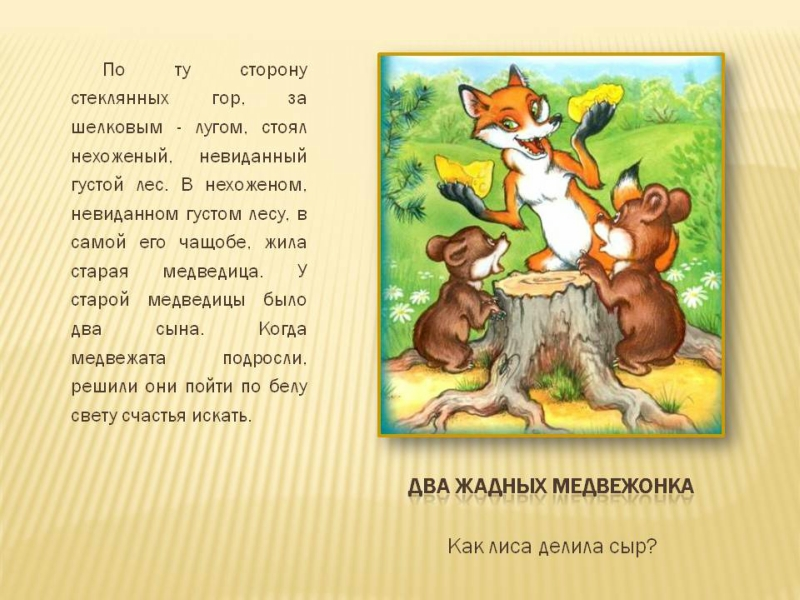 По ту сторону
стеклянных гор, за
шелковым - лугом, стоял
нехоженый, невиданный
густой лес. В нехоженом,
невиданном густом лесу, в
самой его чащобе, жила
старая медведица. У
старой медведицы было
два сына. Когда
медвежата подросли,
решили они пойти по белу
свету счастья искать.
ДВА ЖАДНЫХ МЕДВЕЖОНКА
Как лиса делила сыр?